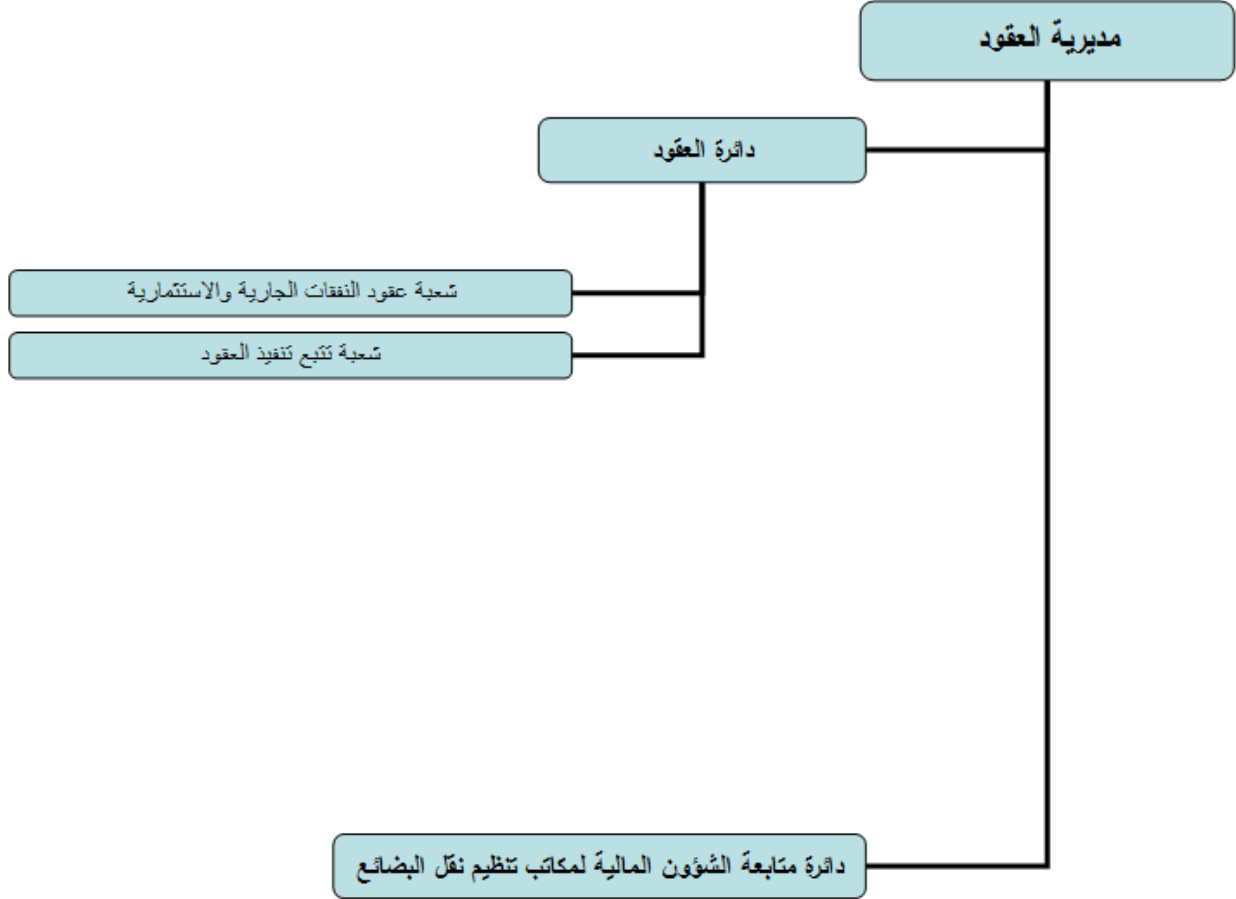 مديرية العقود
دائرة العقود
شعبة عقود النفقات الجارية والاستثمارية
شعبة تتبع تنفيذ العقود
دائرة متابعة الشؤون المالية لمكاتب تنظيم نقل البضائع